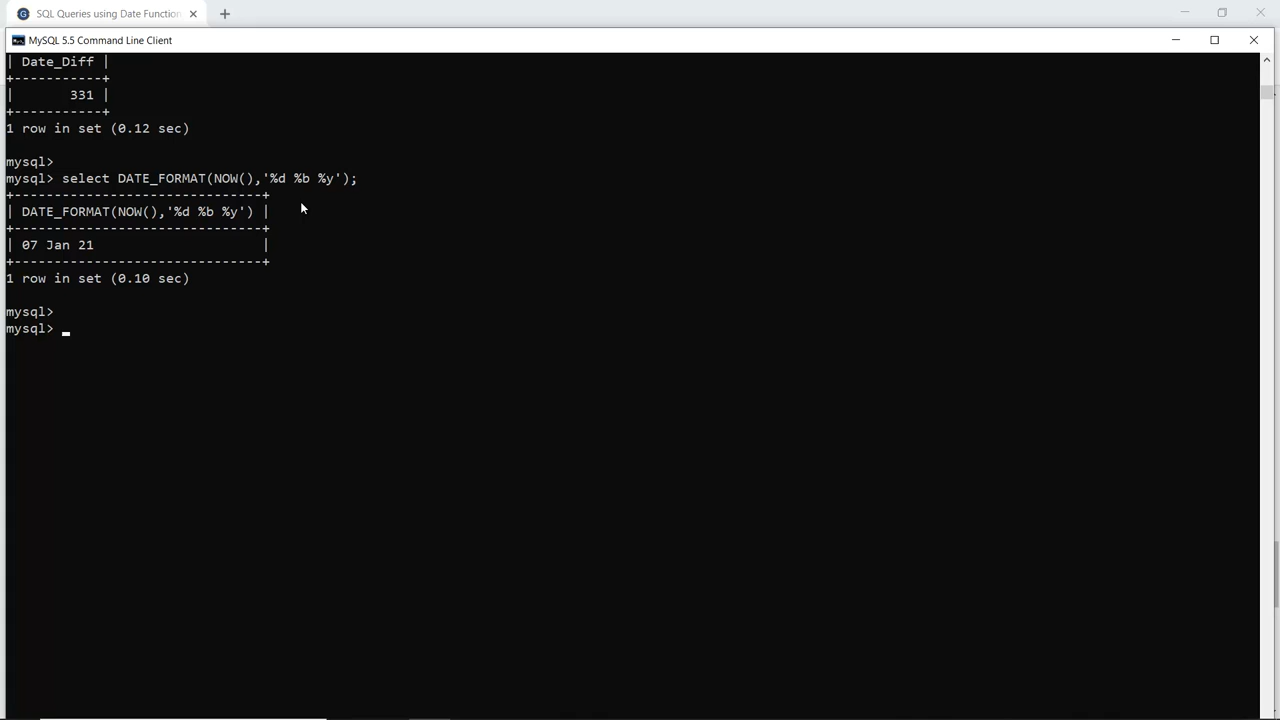 SQL Queries using Date Function
MySQL 5.5 Command Line Client
| Date_Diff |
+-----------+
|       331 |
+-----------+
1 row in set (0.12 sec)
mysql>
mysql> select DATE_FORMAT(NOW(),'%d %b %y');
+-------------------------------+
| DATE_FORMAT(NOW(),'%d %b %y') |
+-------------------------------+
| 07 Jan 21                     |
+-------------------------------+
1 row in set (0.10 sec)
mysql>
mysql> _